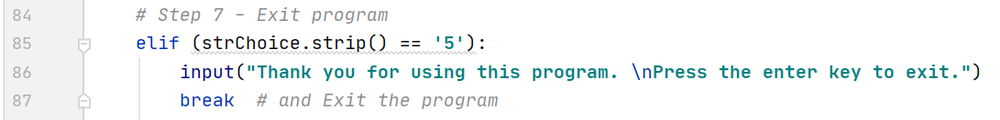 84 # Step 7 - Exit program
85 elif (strChoice.strip() == '5'):
86 input("Thank you for using this program. \nPress the enter key to exit.")
87 break  # and Exit the program